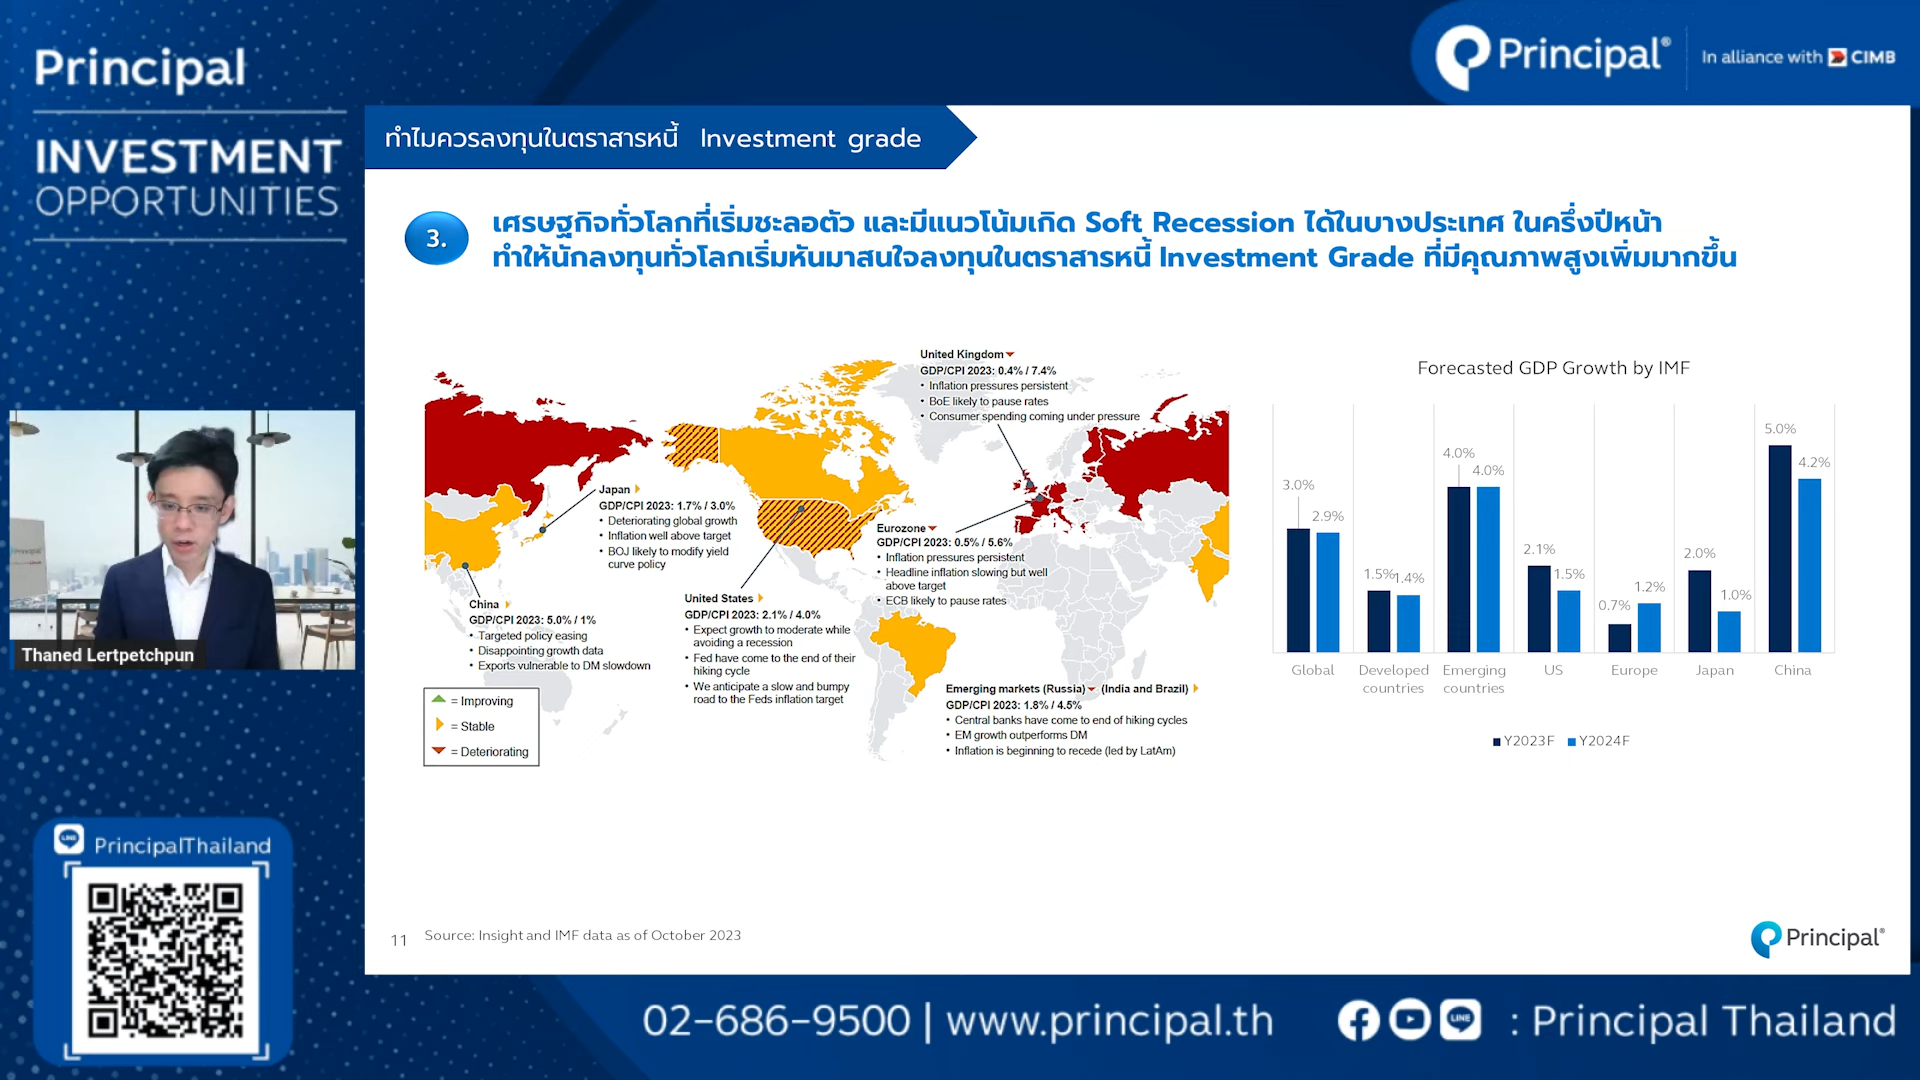 Principal
INVESTMENT
OPPORTUNITIES
Principal®
In alliance with CIMB
ทำไมควรลงทุนในตราสารหนี้ Investment grade
3.
เศรษฐกิจทั่วโลกที่เริ่มชะลอตัว และมีแนวโน้มเกิด Soft Recession ได้ในบางประเทศ ในครึ่งปีหน้า
ทำให้นักลงทุนทั่วโลกเริ่มหันมาสนใจลงทุนในตราสารหนี้ Investment Grade ที่มีคุณภาพสูงเพิ่มมากขึ้น
United Kingdom
GDP/CPI 2023: 0.4% / 7.4%
• Inflation pressures persistent
• BoE likely to pause rates
• Consumer spending coming under pressure
Japan
GDP/CPI 2023: 1.7% / 3.0%
• Deteriorating global growth
• Inflation well above target
• BOJ likely to modify yield
curve policy
Eurozone
GDP/CPI 2023: 0.5% / 5.6%
• Inflation pressures persistent
• Headline inflation slowing but well
above target
• ECB likely to pause rates
China
GDP/CPI 2023: 5.0% / 1%
• Targeted policy easing
• Disappointing growth data
• Exports vulnerable to DM slowdown
United States
GDP/CPI 2023: 2.1% / 4.0%
• Expect growth to moderate while
avoiding a recession
• Fed have come to the end of their
hiking cycle
• We anticipate a slow and bumpy
road to the Feds inflation target
Emerging markets (Russia) (India and Brazil)
GDP/CPI 2023: 1.8% / 4.5%
• Central banks have come to end of hiking cycles
• EM growth outperforms DM
• Inflation is beginning to recede (led by LatAm)
= Improving
= Stable
= Deteriorating
Forecasted GDP Growth by IMF
3.0%
2.9%
1.5%
1.4%
4.0%
4.0%
2.1%
1.5%
0.7%
1.2%
2.0%
1.0%
5.0%
4.2%
Global
Developed
countries
Emerging
countries
US
Europe
Japan
China
Y2023F Y2024F
Thaned Lertpetchpun
LINE
PrincipalThailand
11
Source: Insight and IMF data as of October 2023
Principal®
02-686-9500 | www.principal.th
LINE : Principal Thailand